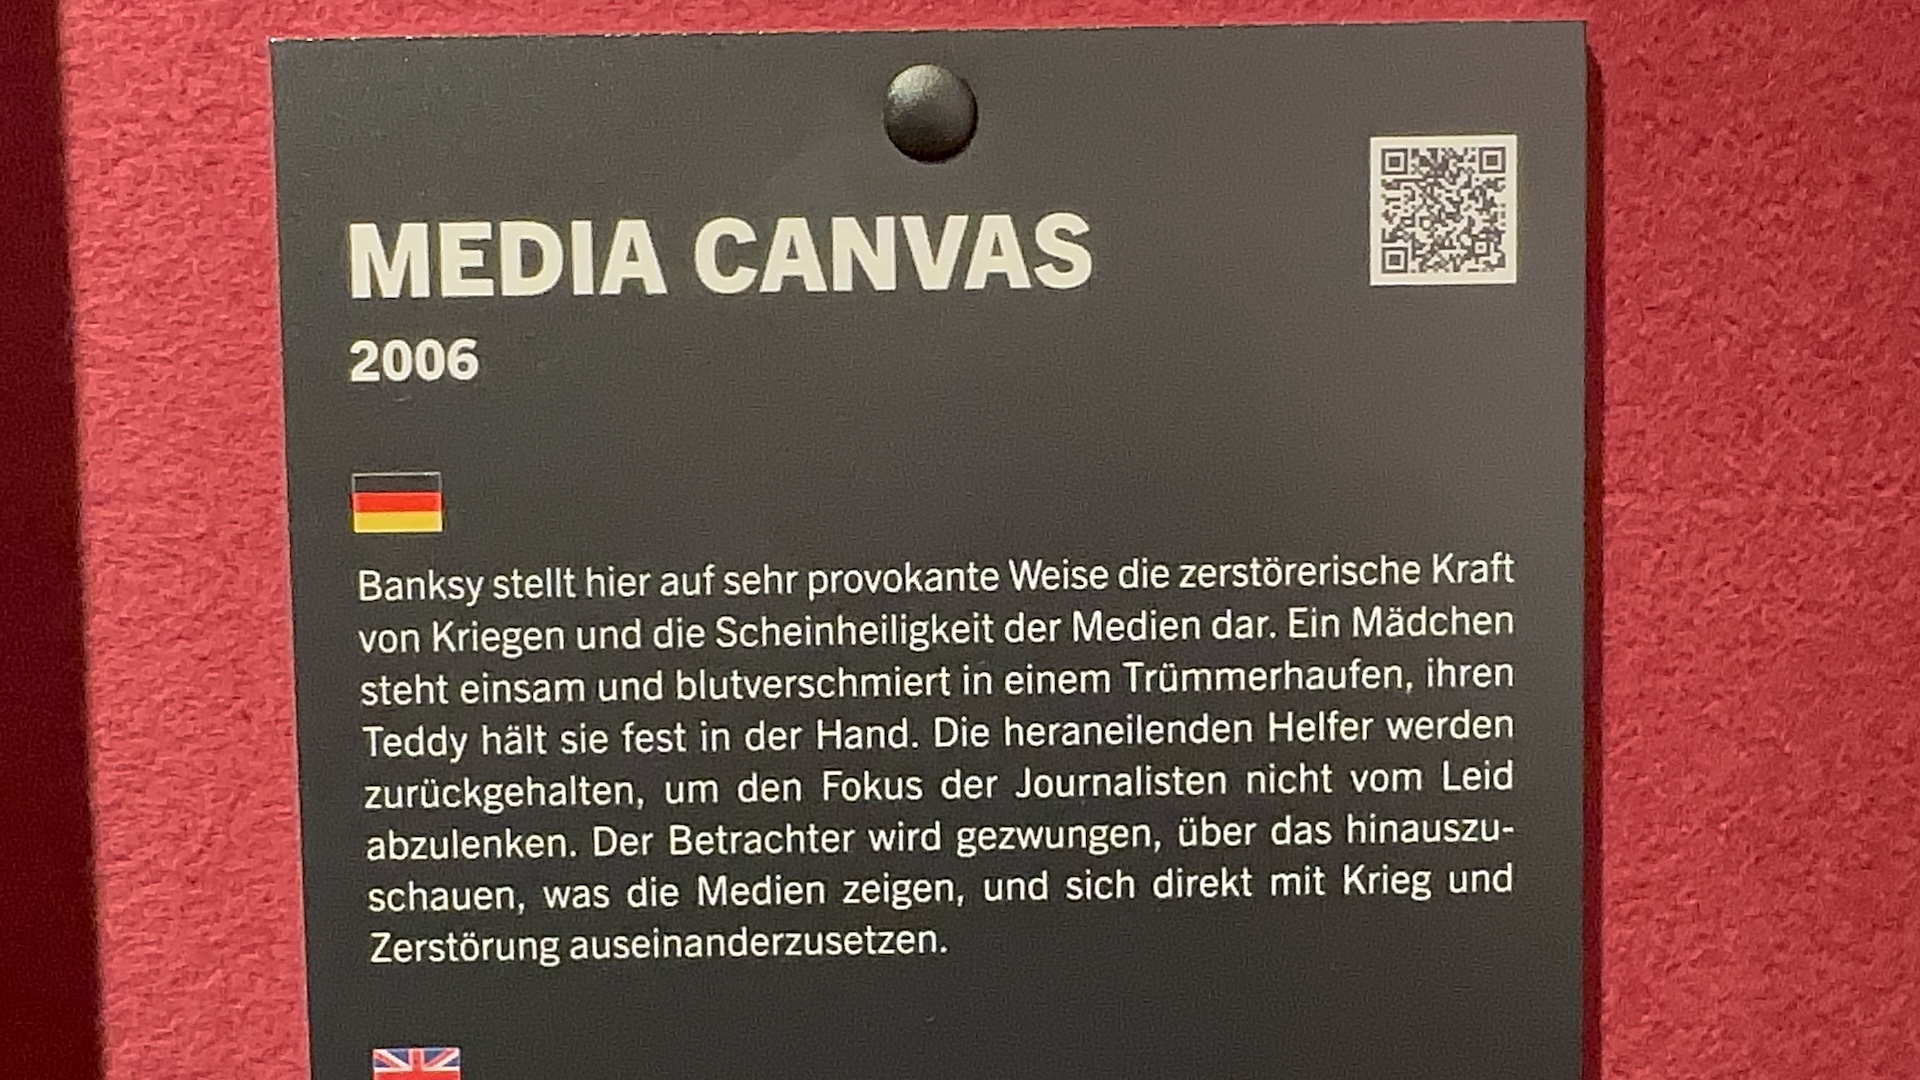 MEDIA CANVAS
2006
Banksy stellt hier auf sehr provokante Weise die zerstörerische Kraft
von Kriegen und die Scheinheiligkeit der Medien dar. Ein Mädchen
steht einsam und blutverschmiert in einem Trümmerhaufen, ihren
Teddy hält sie fest in der Hand. Die heraneilenden Helfer werden
zurückgehalten, um den Fokus der Journalisten nicht vom Leid
abzulenken. Der Betrachter wird gezwungen, über das hinauszu-
schauen, was die Medien zeigen, und sich direkt mit Krieg und
Zerstörung auseinanderzusetzen.